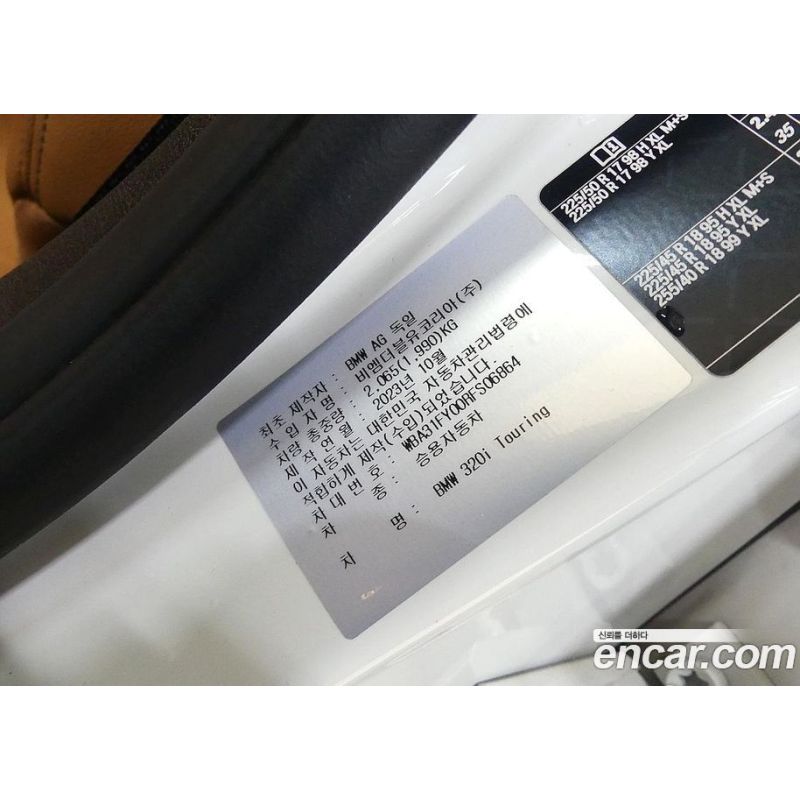 최초 제작자 : BMW AG 독일
수입 자명 : 비엠더블유코리아(주)
차량 총중량 : 2,065(1,990)KG
제작연월 : 2023년 10월
이 자동차는 대한민국 자동차관리법령에
적합하게 제작(수입)되었습니다.
차대번호 : WBA31FY00RFS06864
차 종 : 승용자동차
차 명 : BMW 320i Touring
225/50 R 17 98 H XL M+S
225/50 R 17 98 Y XL
225/45 R 18 95 H XL M+S
225/45 R 18 95 Y XL
255/40 R 18 99 Y XL
35
신뢰를 더하다
encar.com